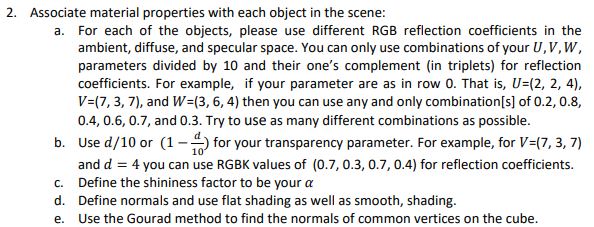 2. Associate material properties with each object in the scene:
a. For each of the objects, please use different RGB reflection coefficients in the
ambient, diffuse, and specular space. You can only use combinations of your U,V,W,
parameters divided by 10 and their one's complement (in triplets) for reflection
coefficients. For example, if your parameter are as in row 0. That is, U=(2, 2, 4),
V=(7, 3, 7), and W=(3, 6, 4) then you can use any and only combination[s] of 0.2, 0.8,
0.4, 0.6, 0.7, and 0.3. Try to use as many different combinations as possible.
b. Use d/10 or (1 − d/10) for your transparency parameter. For example, for V=(7, 3, 7)
and d = 4 you can use RGBK values of (0.7, 0.3, 0.7, 0.4) for reflection coefficients.
c. Define the shininess factor to be your α
d. Define normals and use flat shading as well as smooth, shading.
e. Use the Gourad method to find the normals of common vertices on the cube.